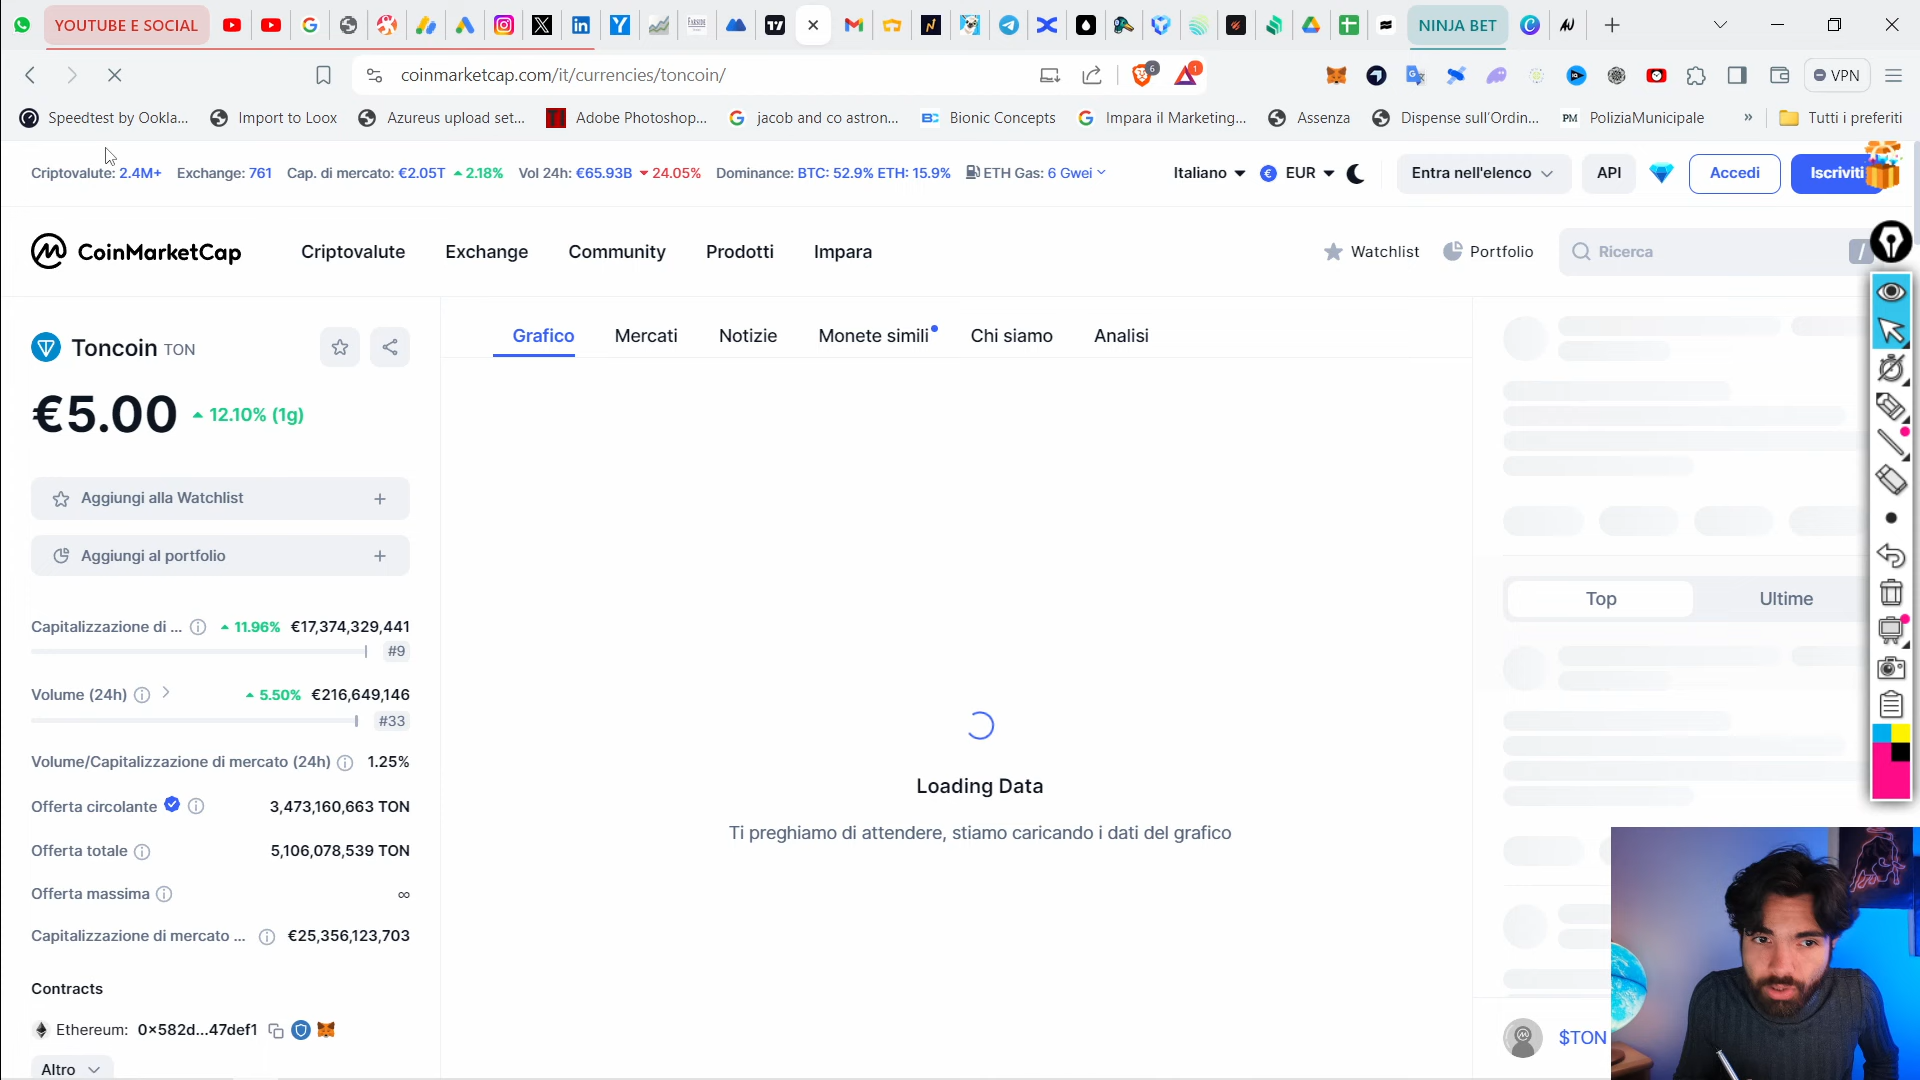 YOUTUBE E SOCIAL
NINJA BET
coinmarketcap.com/it/currencies/toncoin/
6
1
VPN
Speedtest by Ookla...
Import to Loox
Azureus upload set...
Adobe Photoshop...
jacob and co astron...
Bionic Concepts
Impara il Marketing...
Assenza
Dispense sull'Ordin...
PM PoliziaMunicipale
»
Tutti i preferiti
Criptovalute: 2.4M+
Exchange: 761
Cap. di mercato: €2.05T 2.18%
Vol 24h: €65.93B 24.05%
Dominance: BTC: 52.9% ETH: 15.9%
ETH Gas: 6 Gwei
Italiano
EUR
Entra nell'elenco
API
Accedi
Iscriviti
CoinMarketCap
Criptovalute
Exchange
Community
Prodotti
Impara
Watchlist
Portfolio
Ricerca
/
Toncoin TON
€5.00 12.10% (1g)
Aggiungi alla Watchlist +
Aggiungi al portfolio +
Capitalizzazione di ... 11.96% €17,374,329,441
#9
Volume (24h) 5.50% €216,649,146
#33
Volume/Capitalizzazione di mercato (24h) 1.25%
Offerta circolante 3,473,160,663 TON
Offerta totale 5,106,078,539 TON
Offerta massima ∞
Capitalizzazione di mercato ... €25,356,123,703
Contracts
Ethereum: 0x582d...47def1
Altro
Grafico
Mercati
Notizie
Monete simili
Chi siamo
Analisi
Loading Data
Ti preghiamo di attendere, stiamo caricando i dati del grafico
Top
Ultime
$TON